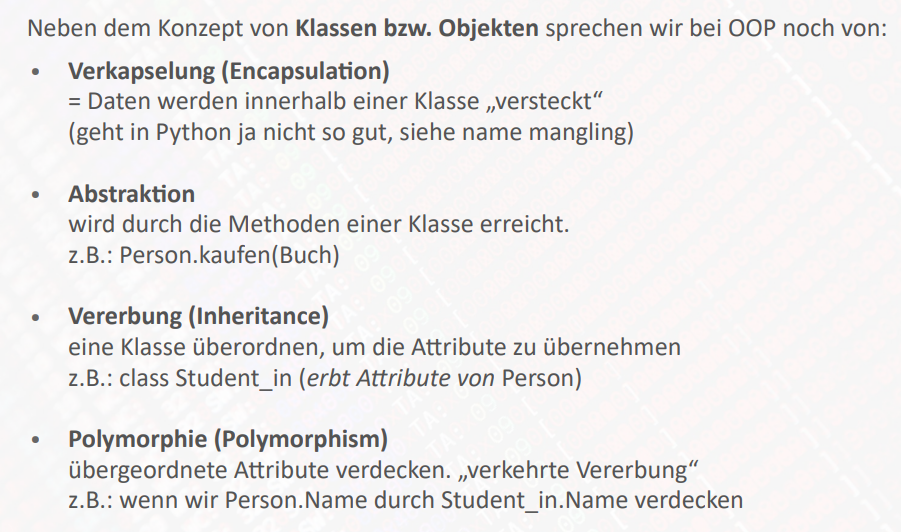 Neben dem Konzept von Klassen bzw. Objekten sprechen wir bei OOP noch von:
• Verkapselung (Encapsulation)
= Daten werden innerhalb einer Klasse „versteckt“
(geht in Python ja nicht so gut, siehe name mangling)
• Abstraktion
wird durch die Methoden einer Klasse erreicht.
z.B.: Person.kaufen(Buch)
• Vererbung (Inheritance)
eine Klasse überordnen, um die Attribute zu übernehmen
z.B.: class Student_in (erbt Attribute von Person)
• Polymorphie (Polymorphism)
übergeordnete Attribute verdecken. „verkehrte Vererbung“
z.B.: wenn wir Person.Name durch Student_in.Name verdecken